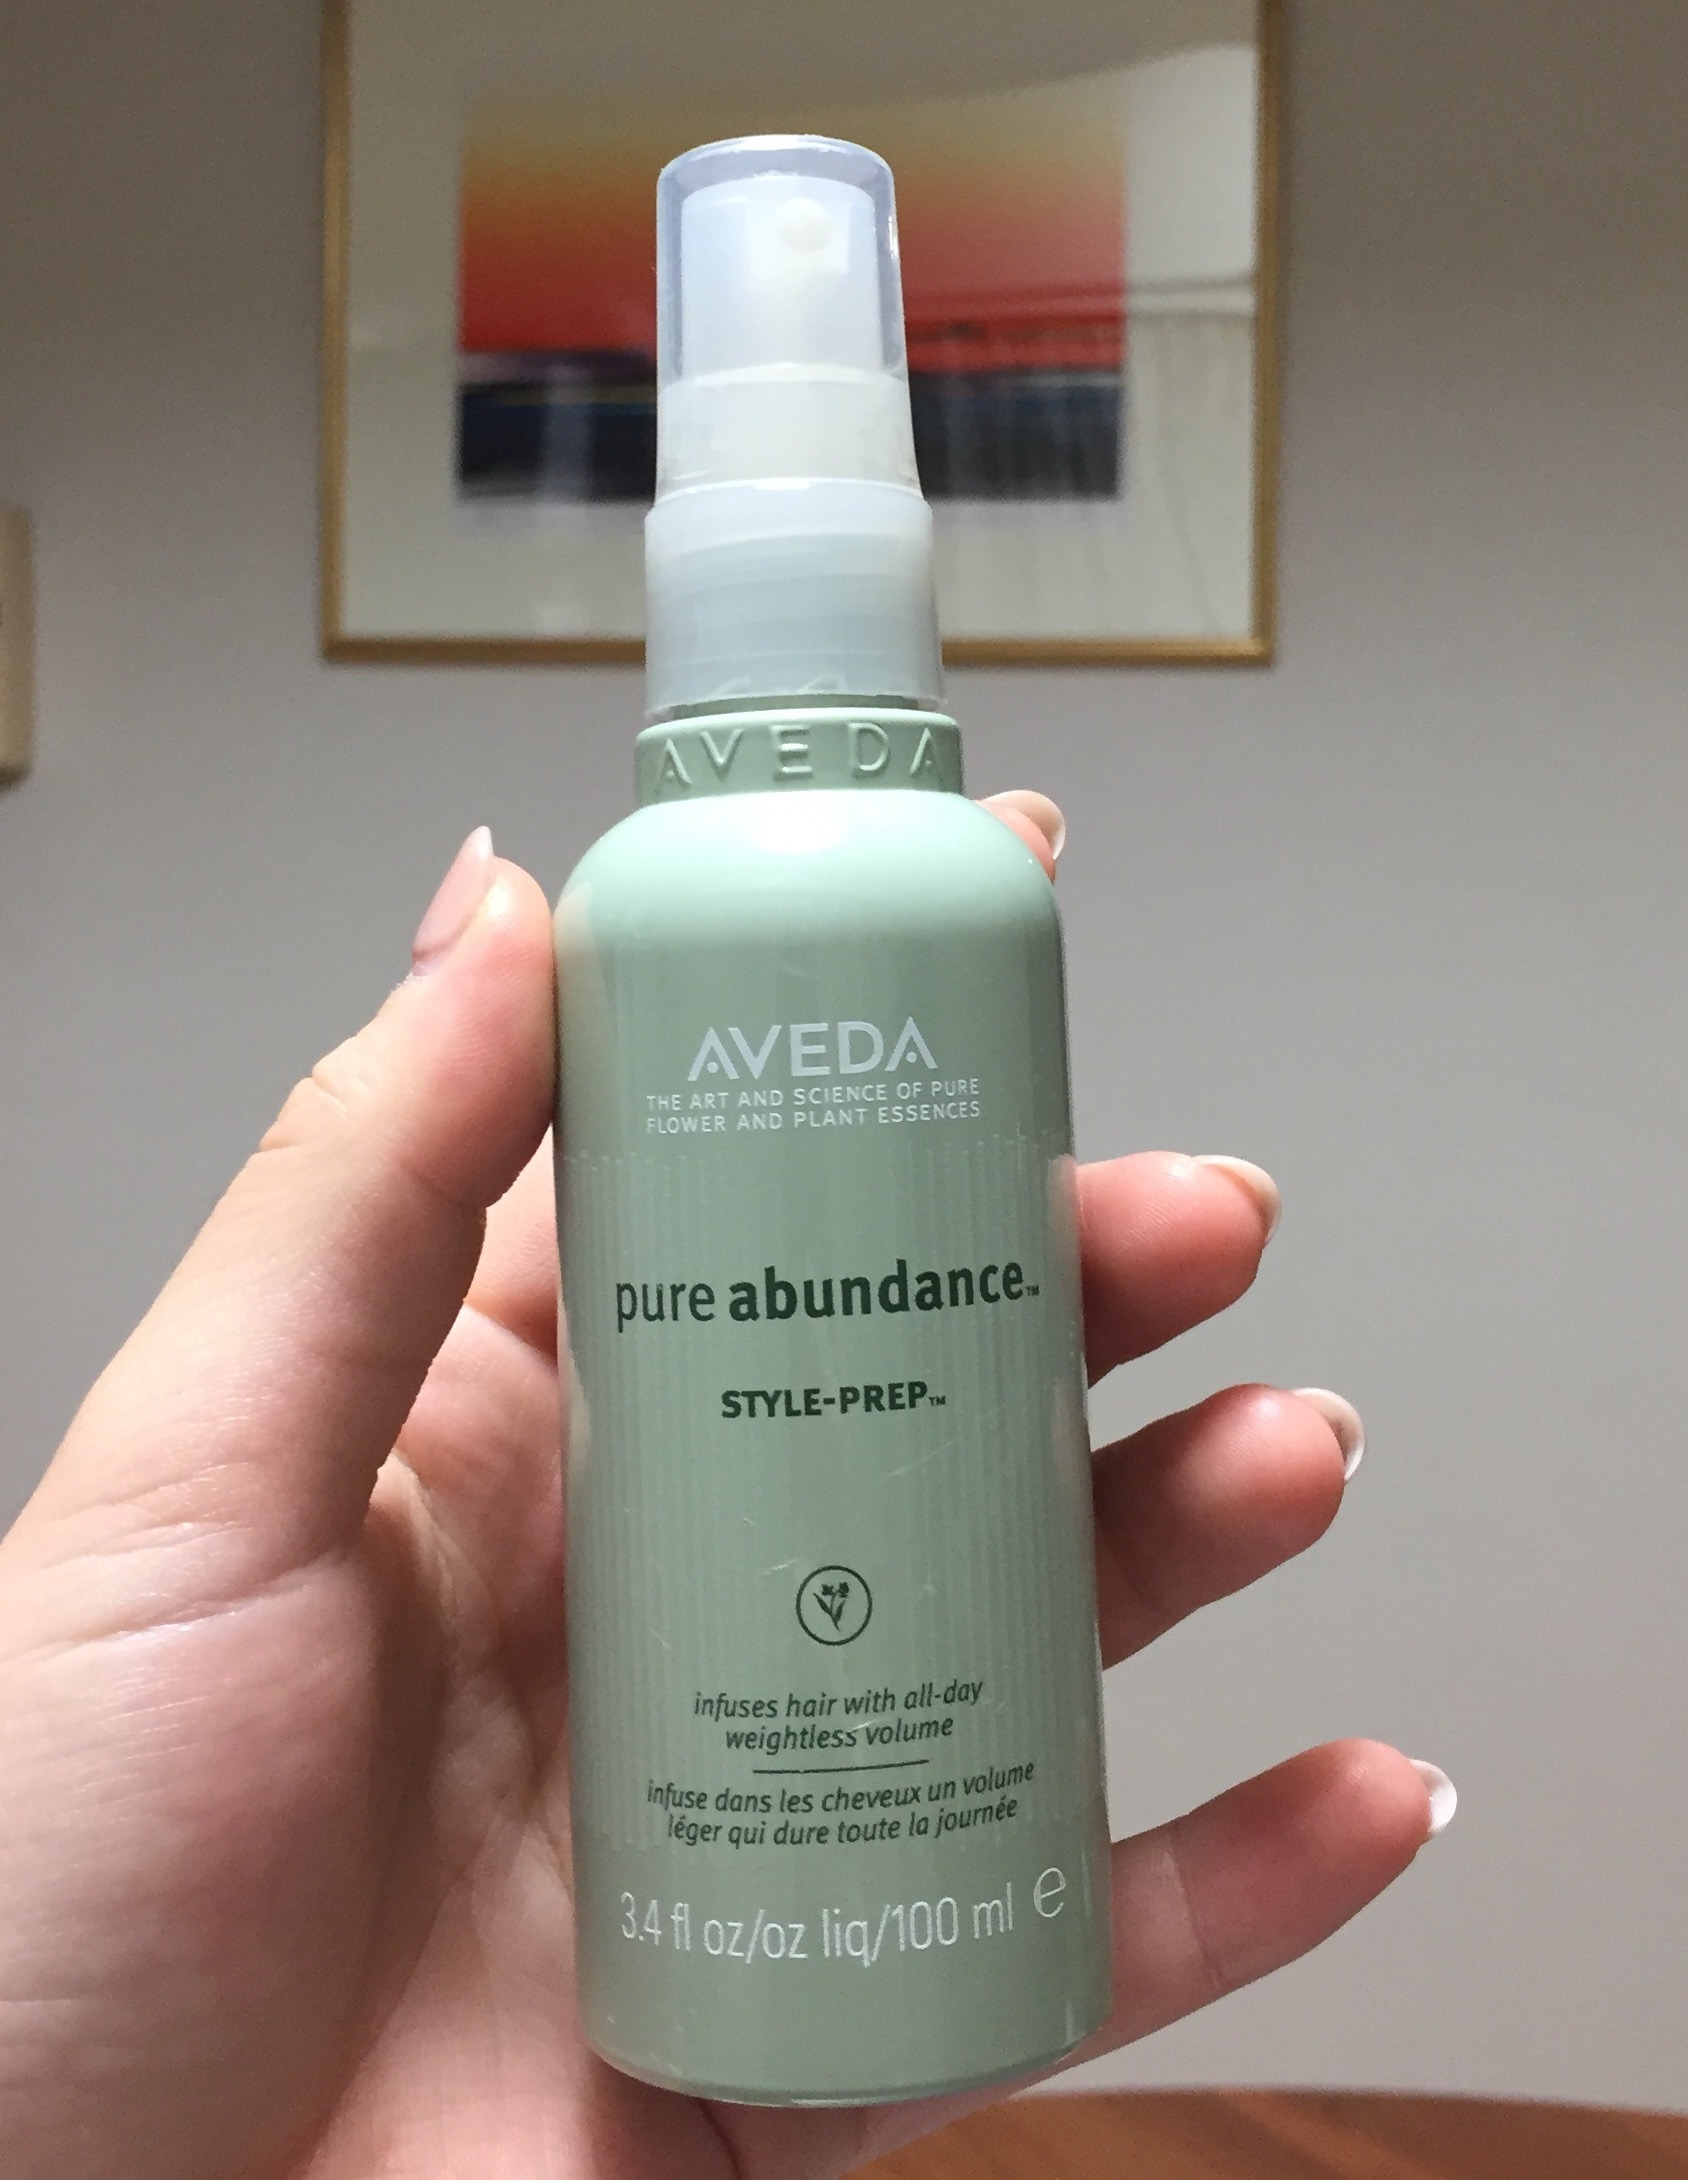 AVEDA
AVEDA
THE ART AND SCIENCE OF PURE
FLOWER AND PLANT ESSENCES
pure abundance™
STYLE-PREP™
infuses hair with all-day
weightless volume
infuse dans les cheveux un volume
léger qui dure toute la journée
3.4 fl oz/oz liq/100 ml ℮